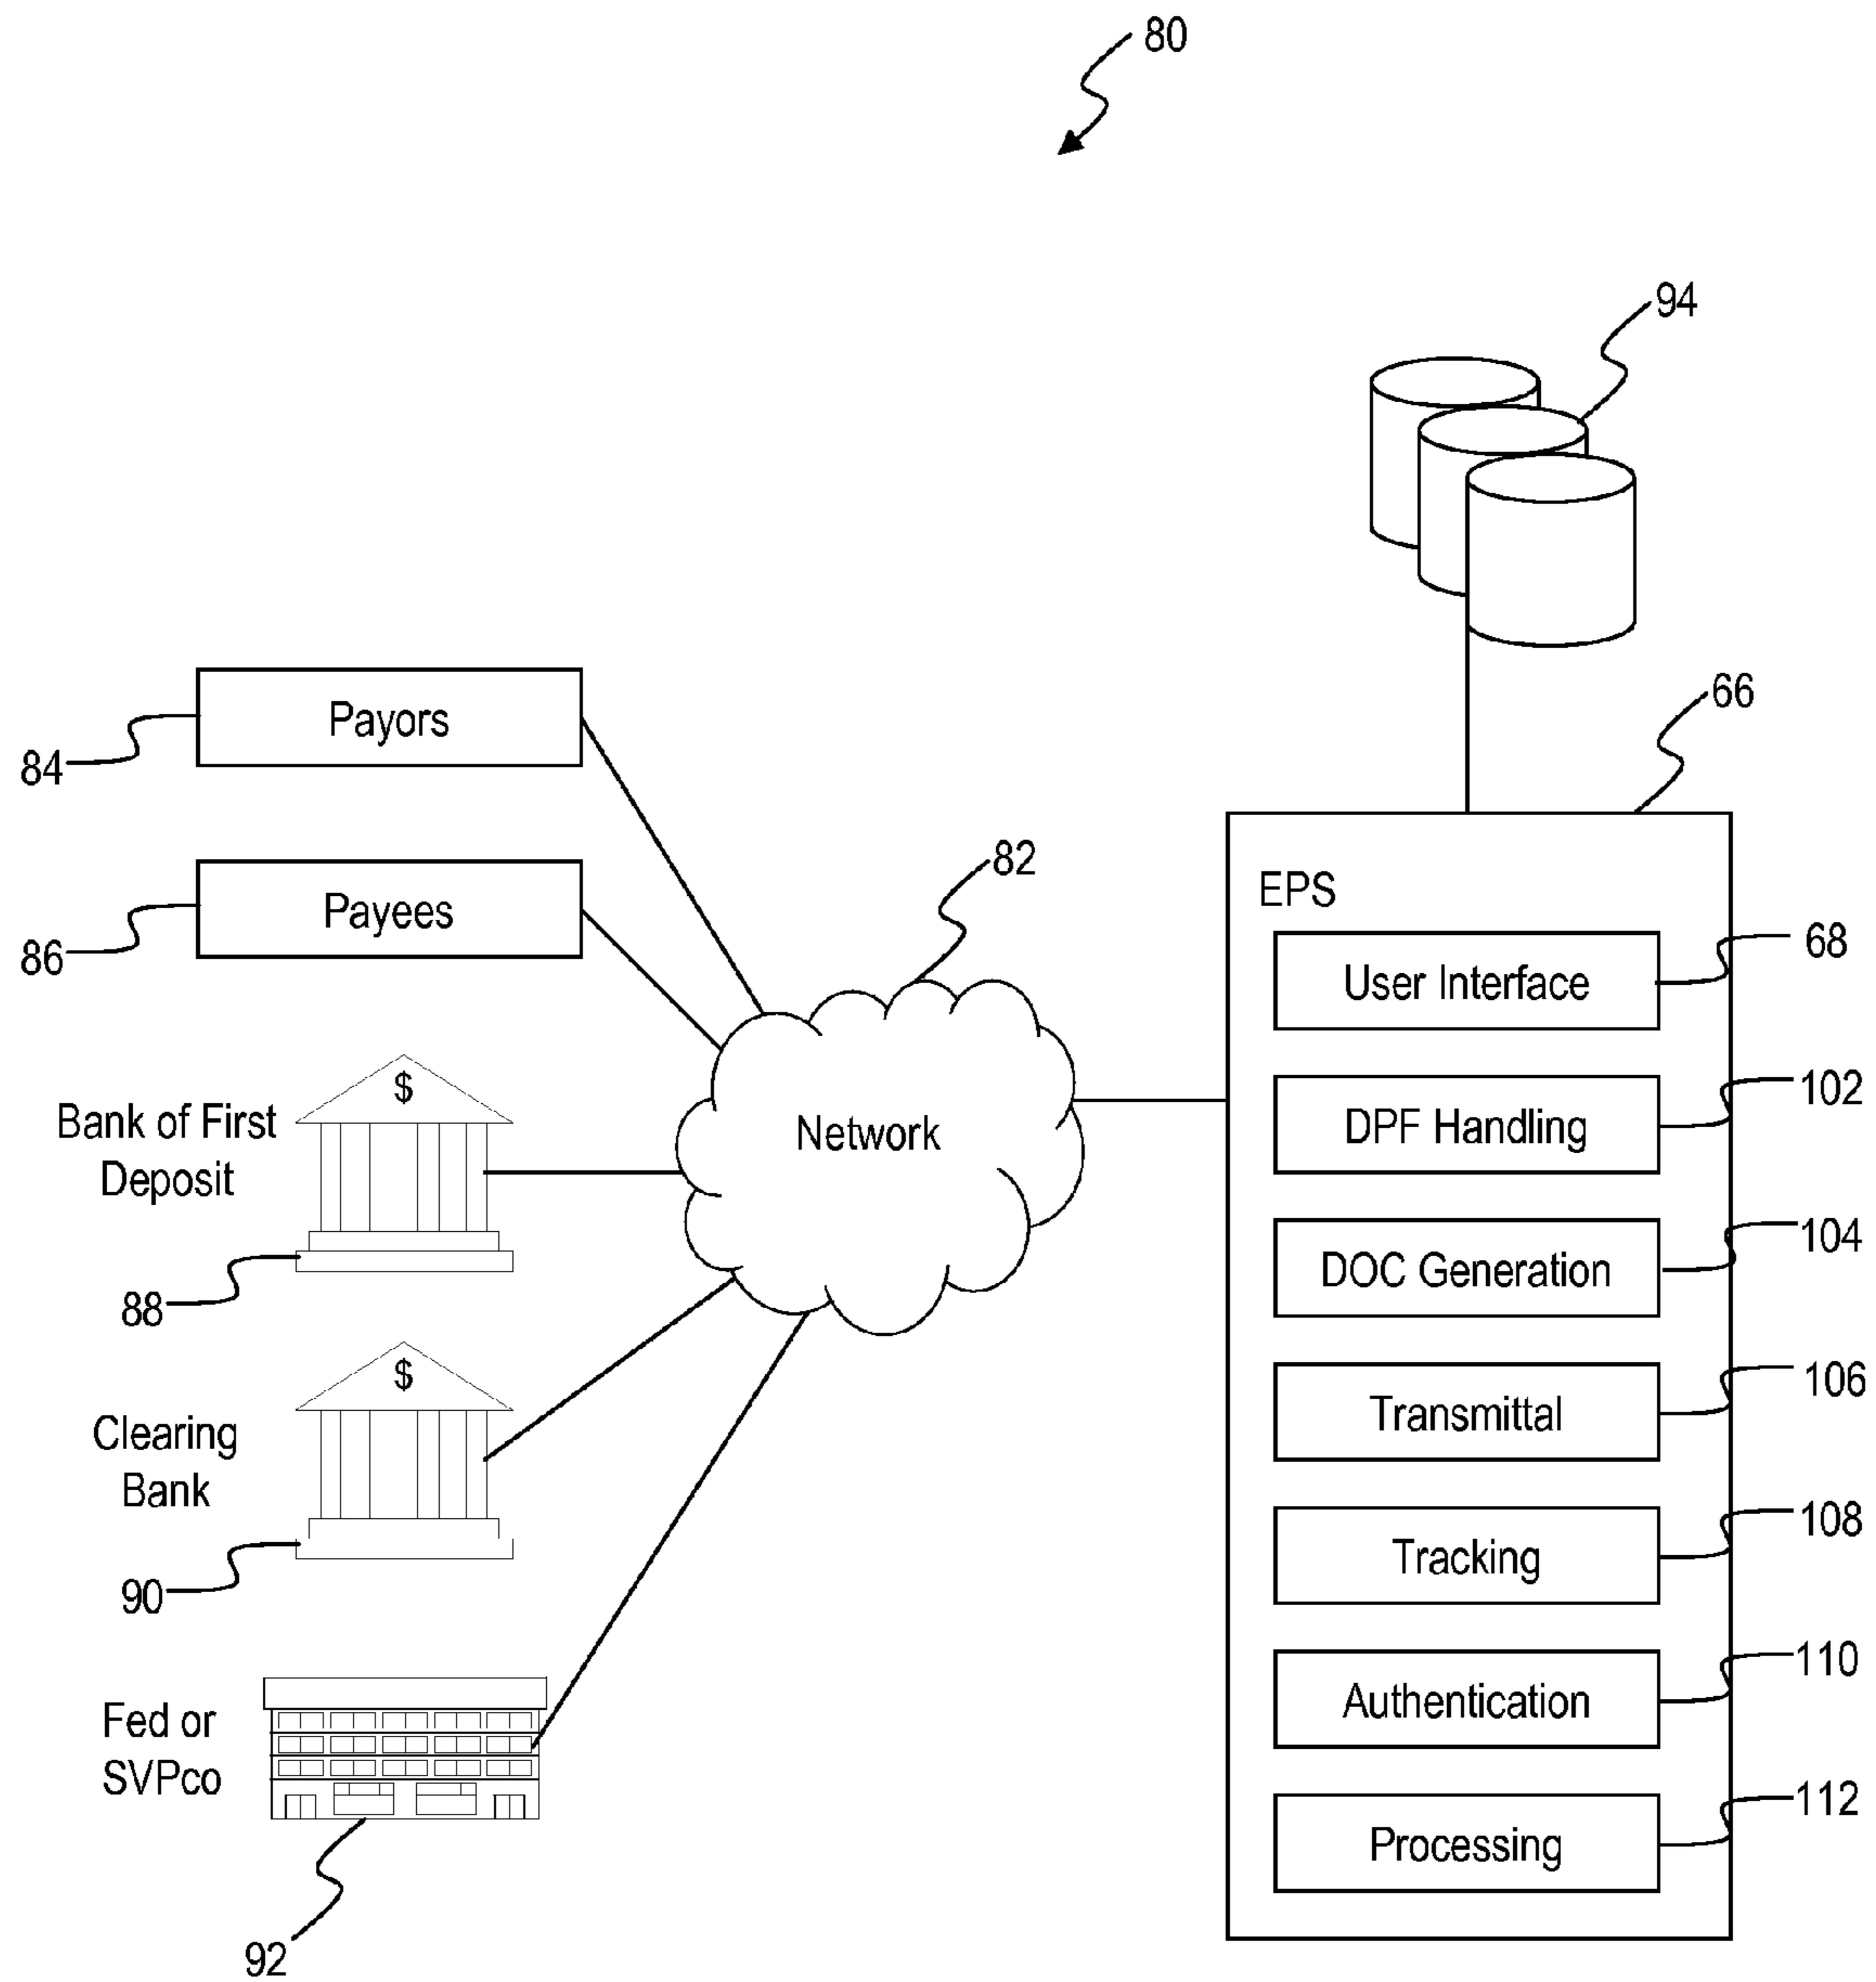 80
94
66
Payors
84
82
Payees
86
EPS
User Interface
68
$
Bank of First
Deposit
88
Network
DPF Handling
102
DOC Generation
104
$
Clearing
Bank
90
Transmittal
106
Tracking
108
Fed or
SVPco
92
Authentication
110
Processing
112